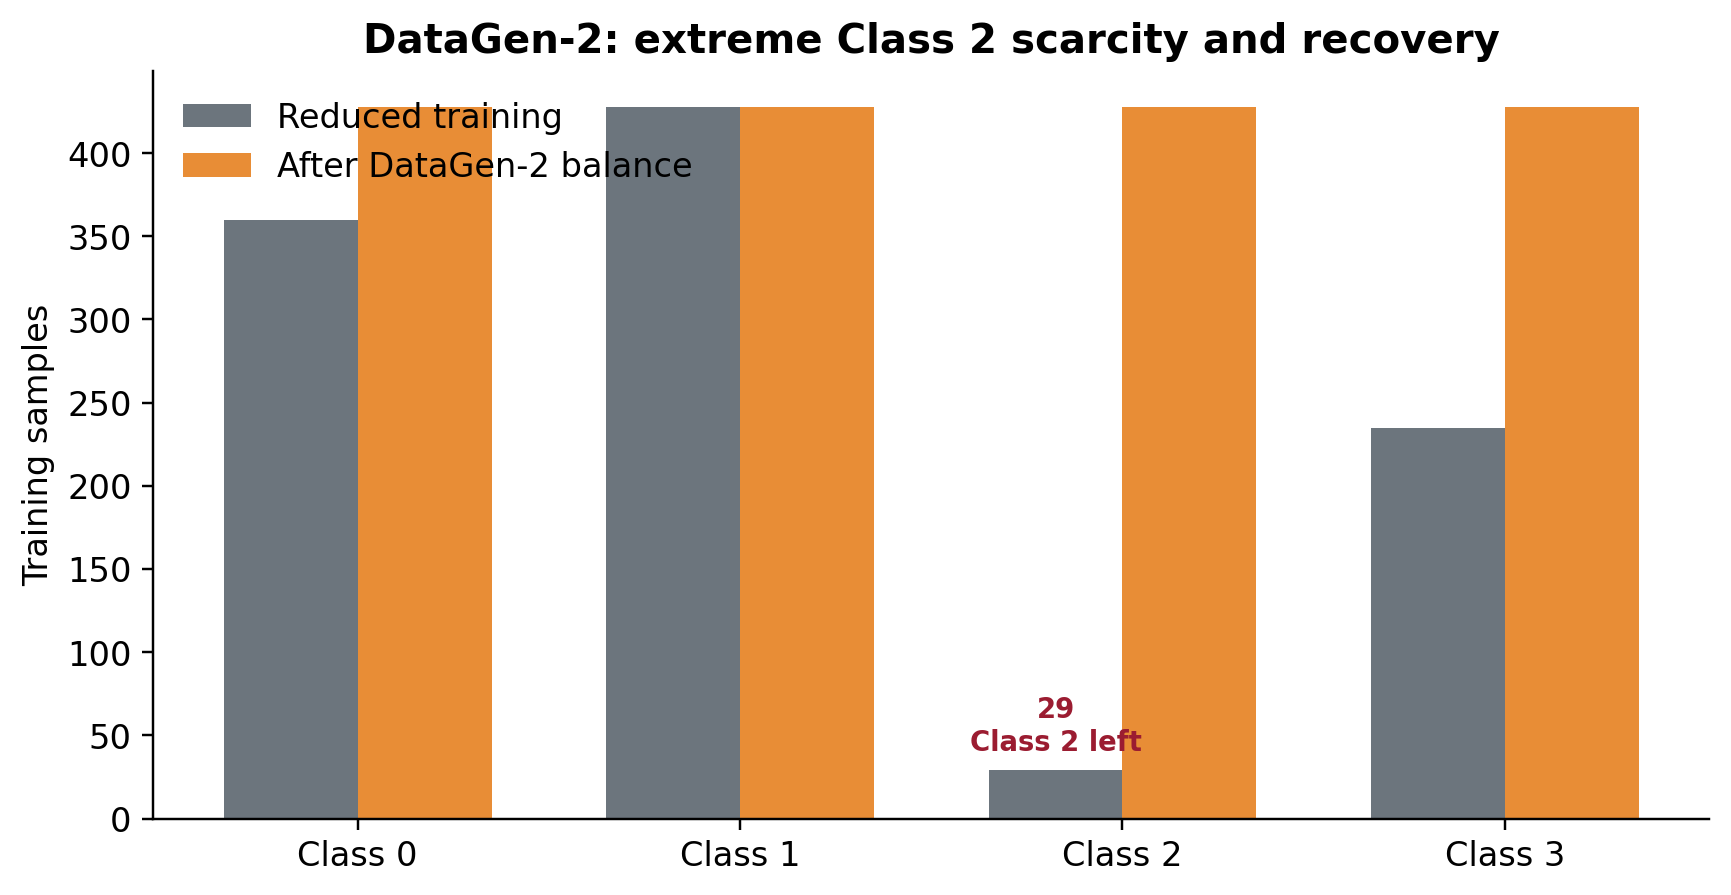 DataGen-2: extreme Class 2 scarcity and recovery
Reduced training
After DataGen-2 balance
Training samples
400
350
300
250
200
150
100
50
0
29
Class 2 left
Class 0
Class 1
Class 2
Class 3